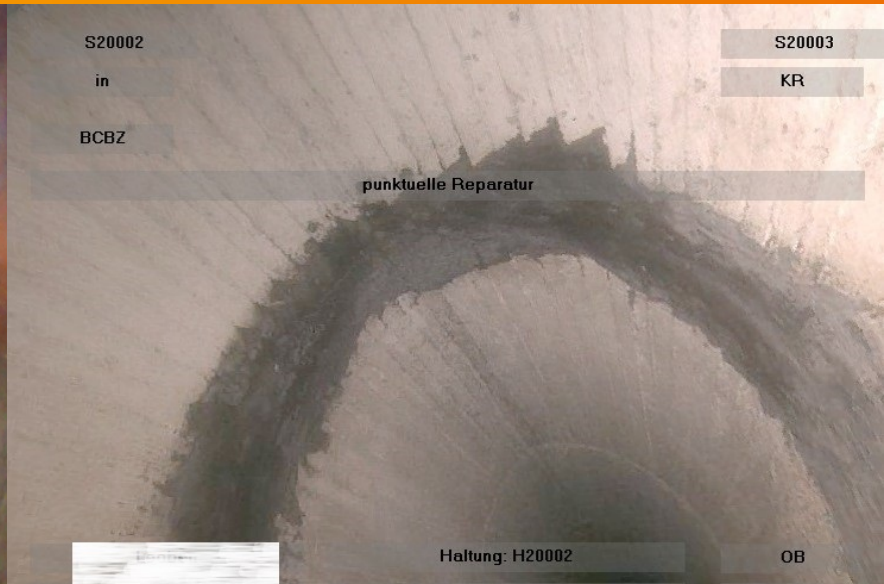 S20002 S20003
in KR
BCBZ
punktuelle Reparatur
Haltung: H20002 OB